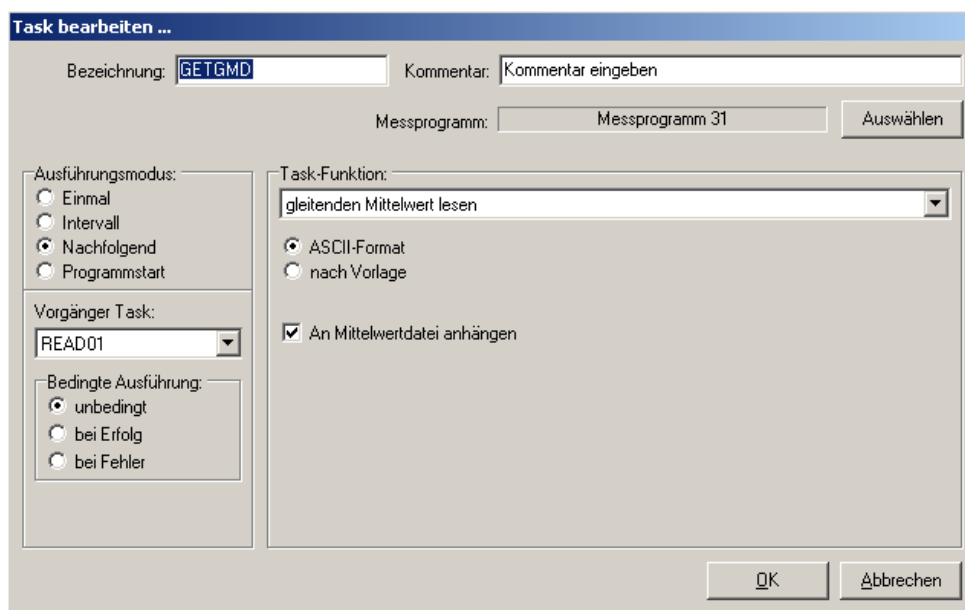 Task bearbeiten ...
Bezeichnung: GETGMD Kommentar: Kommentar eingeben
Messprogramm: Messprogramm 31 Auswählen
Ausführungsmodus:
Einmal
Intervall
Nachfolgend
Programmstart
Vorgänger Task:
READ01
Bedingte Ausführung:
unbedingt
bei Erfolg
bei Fehler
Task-Funktion:
gleitenden Mittelwert lesen
ASCII-Format
nach Vorlage
An Mittelwertdatei anhängen
OK Abbrechen